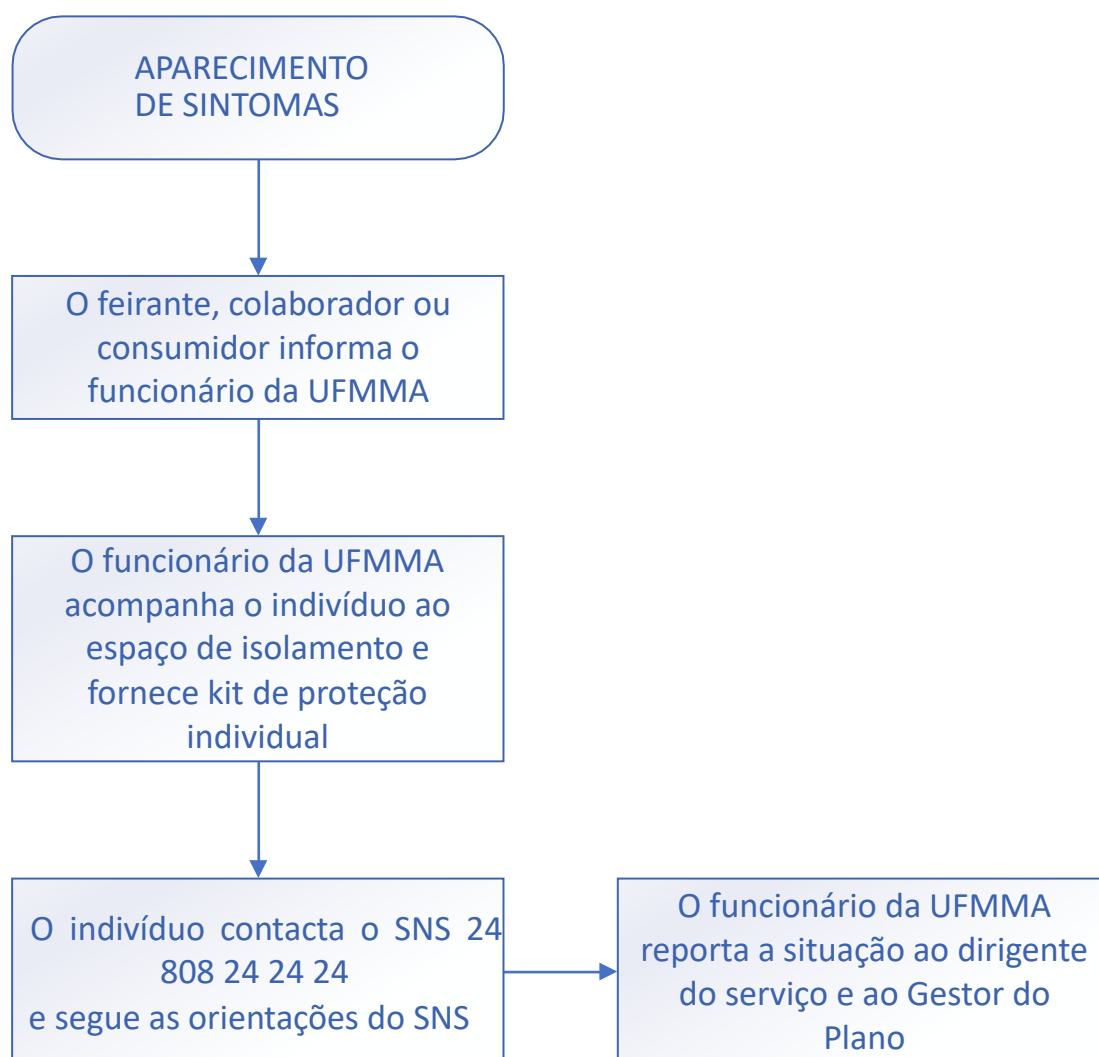 APARECIMENTO
DE SINTOMAS
O feirante, colaborador ou
consumidor informa o
funcionário da UFMMA
O funcionário da UFMMA
acompanha o indivíduo ao
espaço de isolamento e
fornece kit de proteção
individual
O indivíduo contacta o SNS 24
808 24 24 24
e segue as orientações do SNS
O funcionário da UFMMA
reporta a situação ao dirigente
do serviço e ao Gestor do
Plano